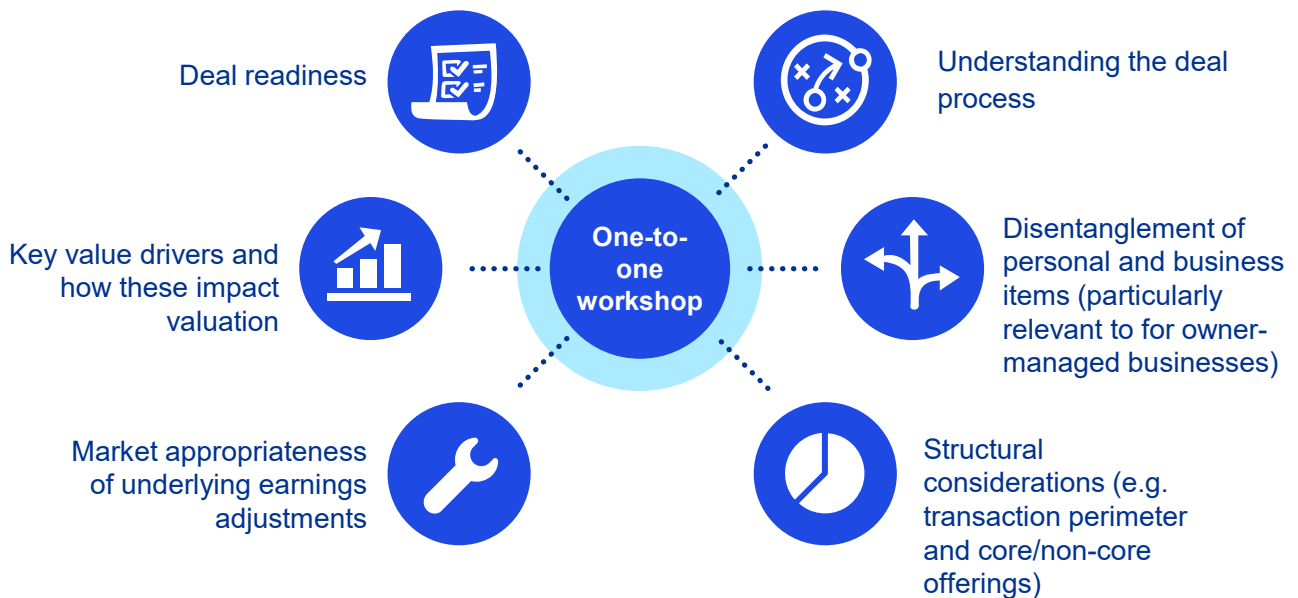 Deal readiness
Understanding the deal
process
Key value drivers and
how these impact
valuation
One-to-
one
workshop
Disentanglement of
personal and business
items (particularly
relevant to for owner-
managed businesses)
Market appropriateness
of underlying earnings
adjustments
Structural
considerations (e.g.
transaction perimeter
and core/non-core
offerings)